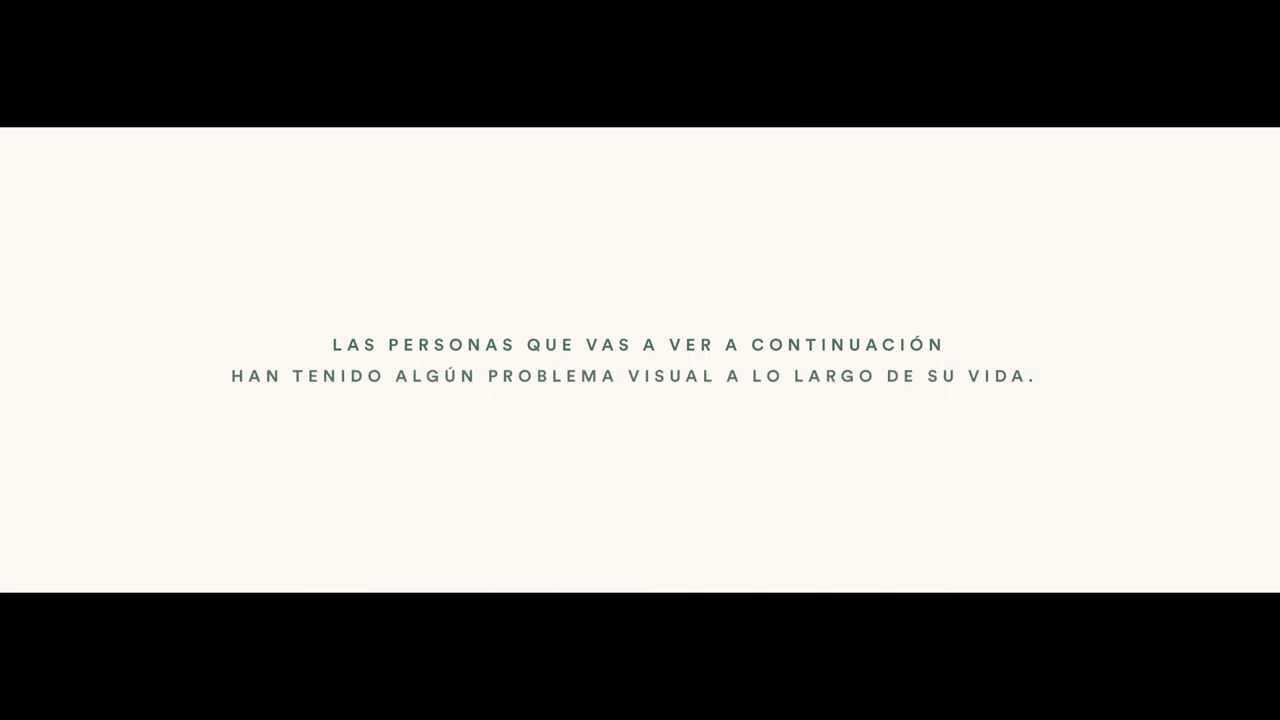 LAS PERSONAS QUE VAS A VER A CONTINUACIÓN
HAN TENIDO ALGÚN PROBLEMA VISUAL A LO LARGO DE SU VIDA.